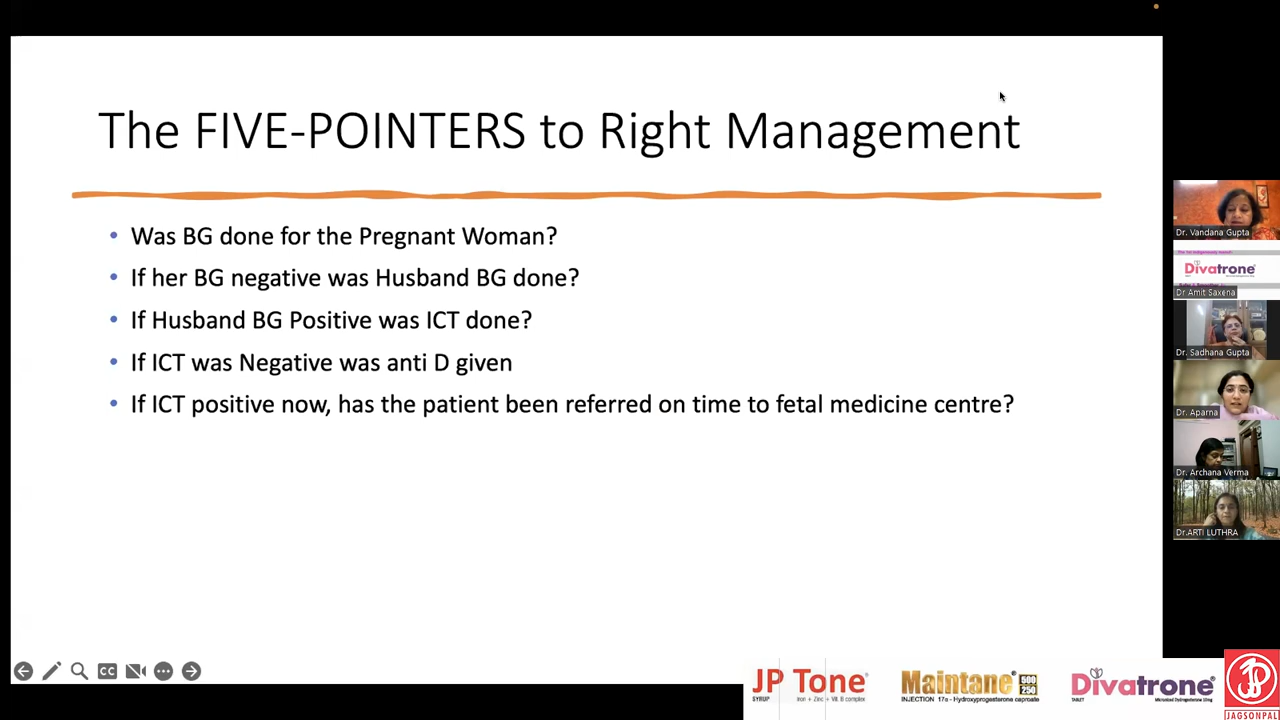 The FIVE-POINTERS to Right Management
Was BG done for the Pregnant Woman?
If her BG negative was Husband BG done?
If Husband BG Positive was ICT done?
If ICT was Negative was anti D given
If ICT positive now, has the patient been referred on time to fetal medicine centre?
Dr. Vandana Gupta
Divatrone
Dr Amit Saxena
Dr. Sadhana Gupta
Dr. Aparna
Dr. Archana Verma
Dr.ARTI LUTHRA
CC
JP Tone
SYRUP Iron + Zinc + Vit. B complex
Maintane 500 250
INJECTION 17α - Hydroxyprogesterone caproate
Divatrone
TABLET
JAGSONPAL